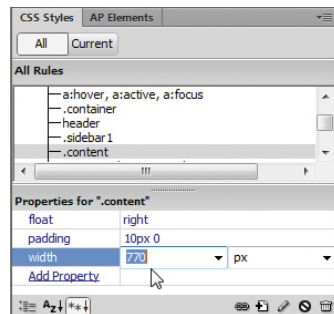 CSS Styles AP Elements
All Current
All Rules
a:hover, a:active, a:focus
.container
header
.sidebar1
.content
Properties for ".content"
float right
padding 10px 0
width 770 px
Add Property